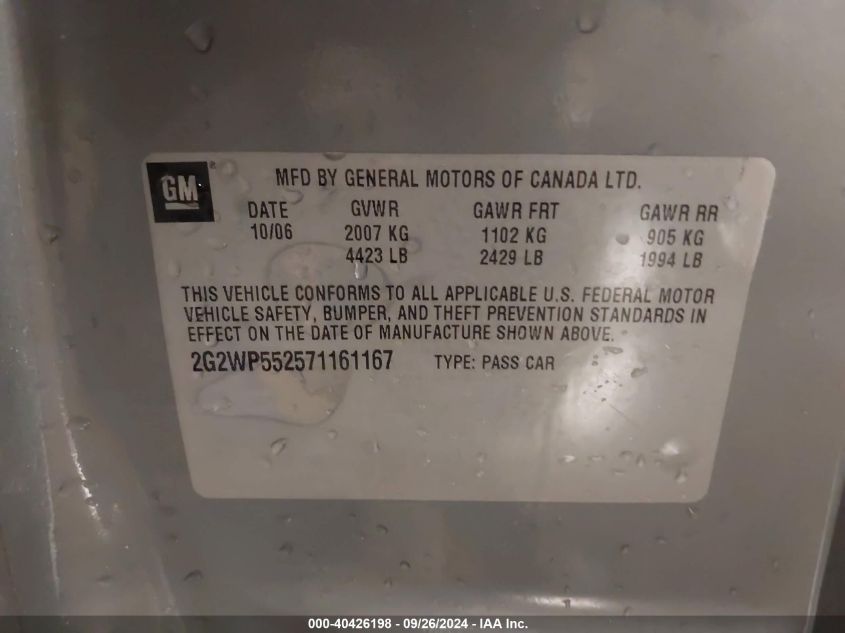 GM ®
MFD BY GENERAL MOTORS OF CANADA LTD.
DATE GVWR GAWR FRT GAWR RR
10/06 2007 KG 1102 KG 905 KG
4423 LB 2429 LB 1994 LB
THIS VEHICLE CONFORMS TO ALL APPLICABLE U.S. FEDERAL MOTOR
VEHICLE SAFETY, BUMPER, AND THEFT PREVENTION STANDARDS IN
EFFECT ON THE DATE OF MANUFACTURE SHOWN ABOVE.
2G2WP552571161167 TYPE: PASS CAR
000-40426198 - 09/26/2024 - IAA Inc.